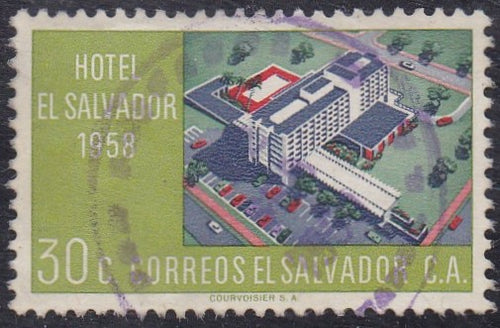 HOTEL
EL SALVADOR
1958
30 C. CORREOS EL SALVADOR C.A.
COURVOISIER S.A.